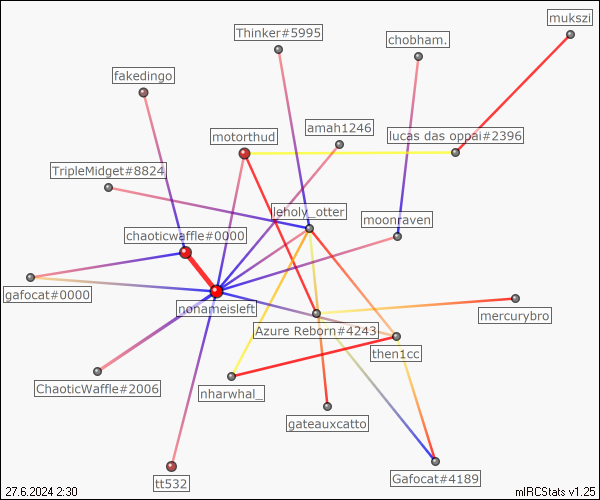 mukszi
Thinker#5995
chobham.
fakedingo
amah1246
motorthud
lucas das oppai#2396
TripleMidget#8824
leholy_otter
moonraven
chaoticwaffle#0000
gafocat#0000
nonameisleft
mercurybro
Azure Reborn#4243
then1cc
ChaoticWaffle#2006
nharwhal_
gateauxcatto
Gafocat#4189
tt532
27.6.2024 2:30
mIRCStats v1.25